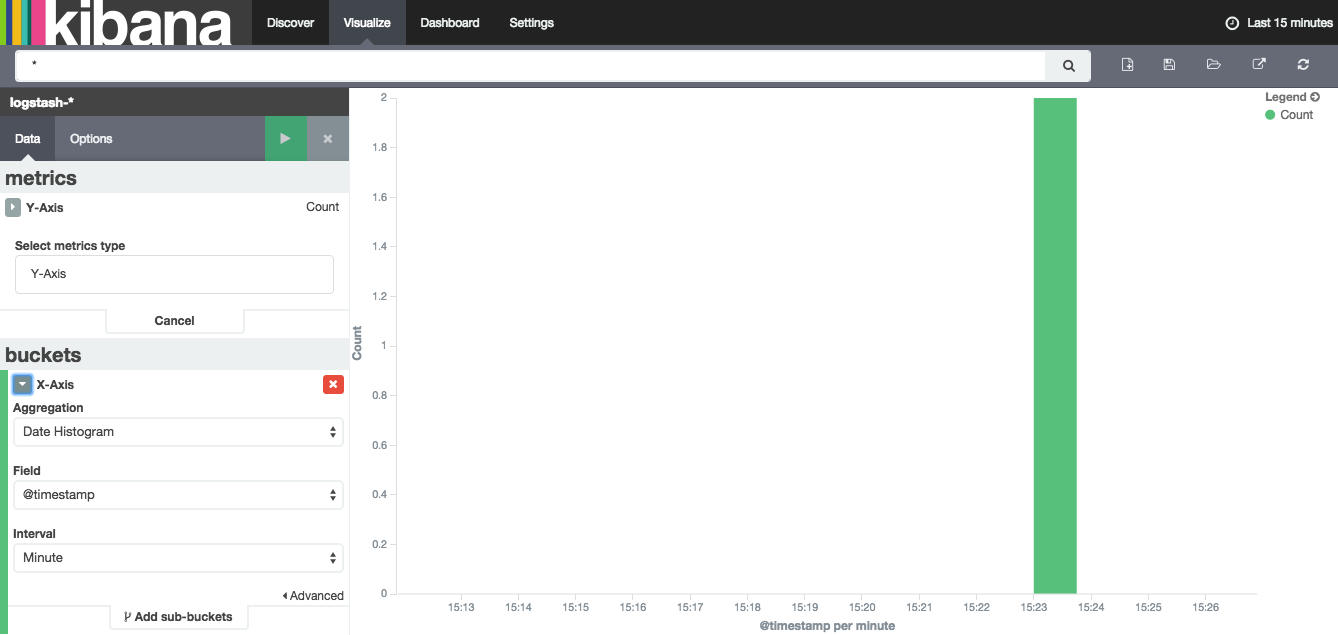 kibana
Discover Visualize Dashboard Settings Last 15 minutes
*
logstash-*
Data Options
metrics
Y-Axis Count
Select metrics type
Y-Axis
Cancel
buckets
X-Axis
Aggregation
Date Histogram
Field
@timestamp
Interval
Minute
Advanced
Add sub-buckets
Legend
Count
2
1.8
1.6
1.4
1.2
1
0.8
0.6
0.4
0.2
0
Count
15:13 15:14 15:15 15:16 15:17 15:18 15:19 15:20 15:21 15:22 15:23 15:24 15:25 15:26
@timestamp per minute